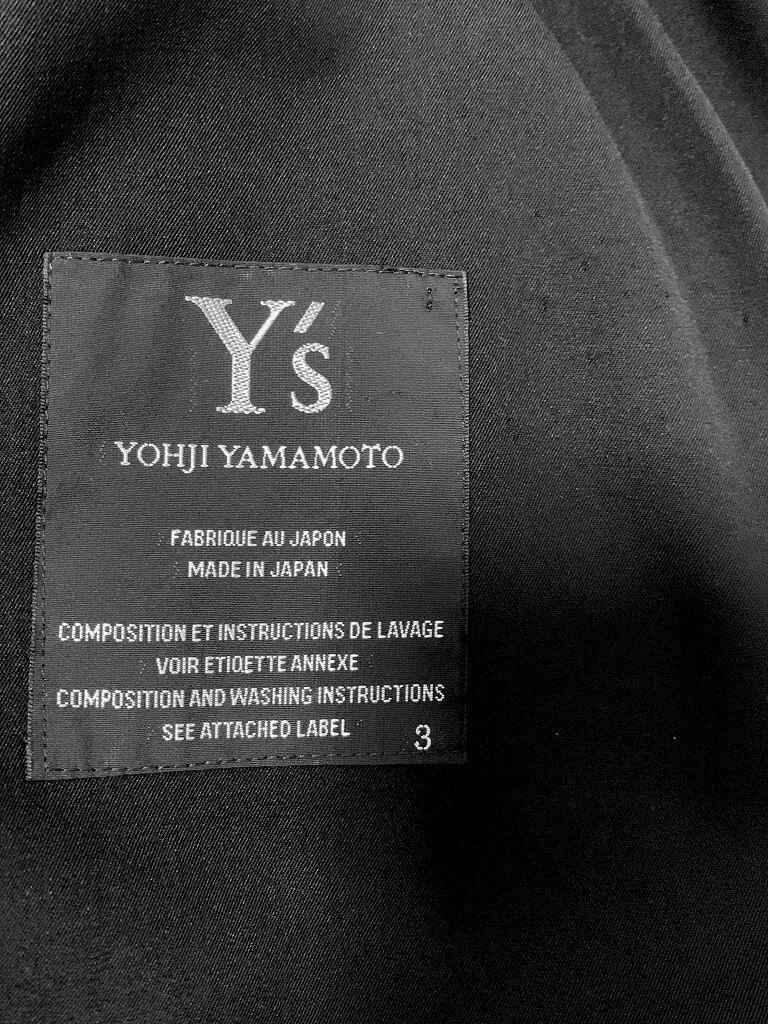 Y's
YOHJI YAMAMOTO
FABRIQUE AU JAPON
MADE IN JAPAN
COMPOSITION ET INSTRUCTIONS DE LAVAGE
VOIR ETIQETTE ANNEXE
COMPOSITION AND WASHING INSTRUCTIONS
SEE ATTACHED LABEL
3